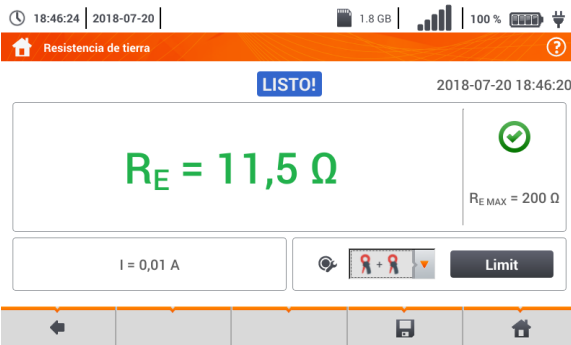 18:46:24 2018-07-20 1.8 GB 100 %
Resistencia de tierra ?
LISTO! 2018-07-20 18:46:20
RE = 11,5 Ω
RE MAX = 200 Ω
I = 0,01 A + Limit